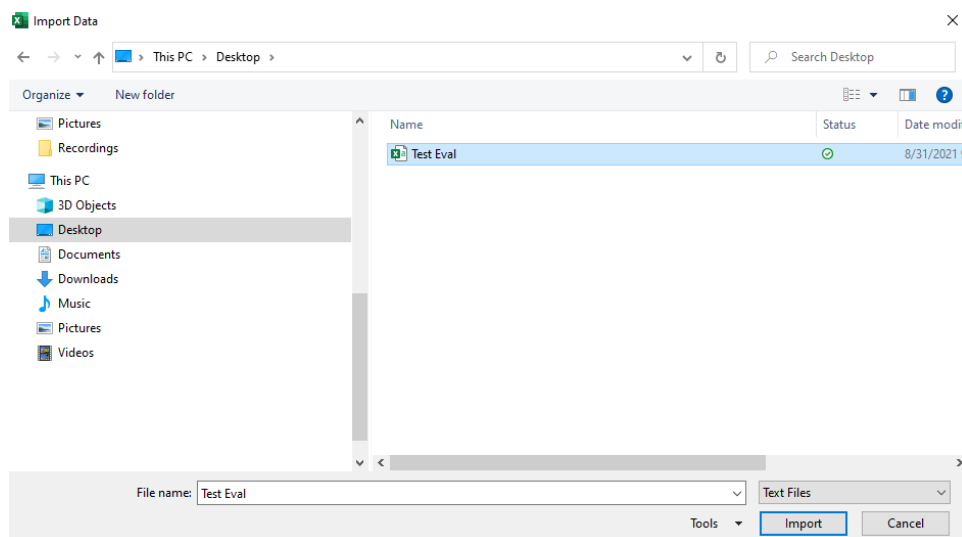 Import Data
This PC > Desktop >
Search Desktop
Organize
New folder
Pictures
Recordings
This PC
3D Objects
Desktop
Documents
Downloads
Music
Pictures
Videos
Name Status Date modi
Test Eval 8/31/2021
File name: Test Eval
Text Files
Tools
Import
Cancel